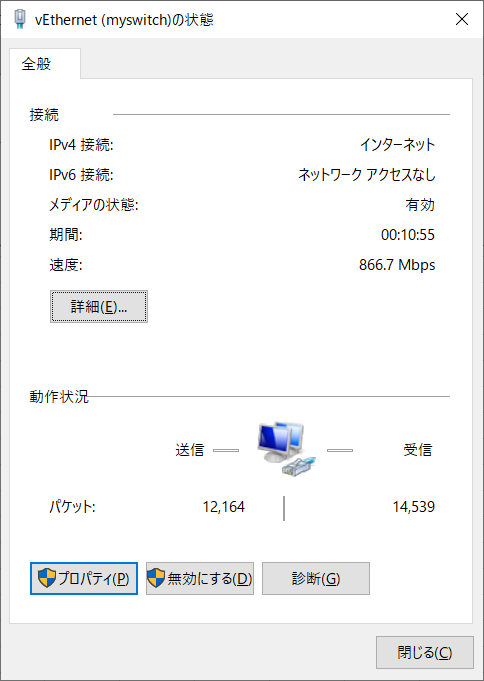 vEthernet (myswitch)の状態
全般
接続
IPv4 接続: インターネット
IPv6 接続: ネットワーク アクセスなし
メディアの状態: 有効
期間: 00:10:55
速度: 866.7 Mbps
詳細(E)...
動作状況
送信 受信
パケット: 12,164 14,539
プロパティ(P) 無効にする(D) 診断(G)
閉じる(C)